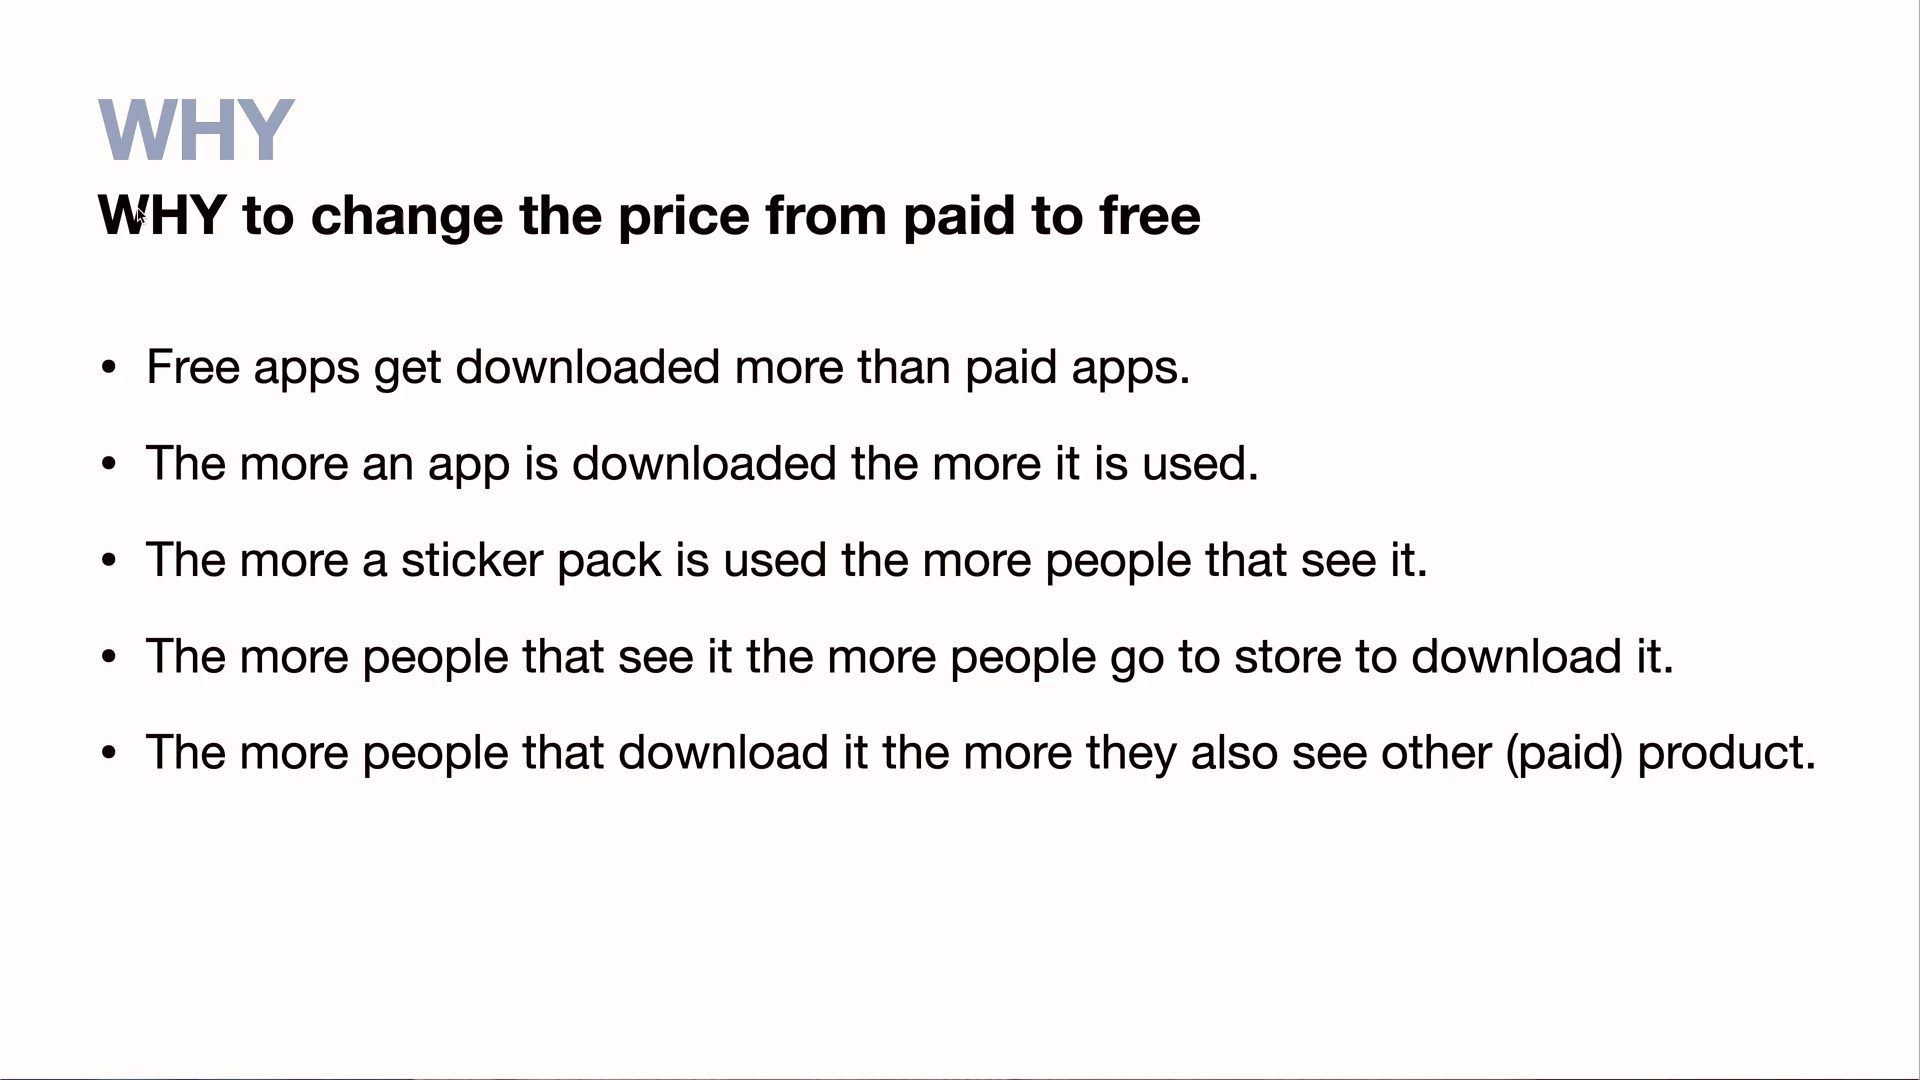 WHY
WHY to change the price from paid to free
• Free apps get downloaded more than paid apps.
• The more an app is downloaded the more it is used.
• The more a sticker pack is used the more people that see it.
• The more people that see it the more people go to store to download it.
• The more people that download it the more they also see other (paid) product.